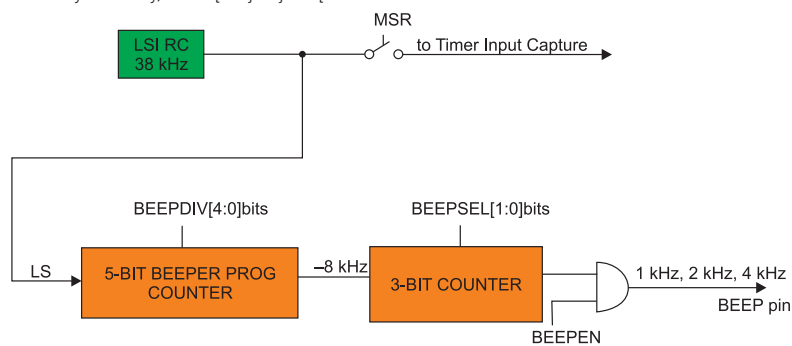 MSR
LSI RC
38 kHz
to Timer Input Capture
BEEPDIV[4:0]bits
BEEPSEL[1:0]bits
LS
5-BIT BEEPER PROG
COUNTER
–8 kHz
3-BIT COUNTER
1 kHz, 2 kHz, 4 kHz
BEEP pin
BEEPEN